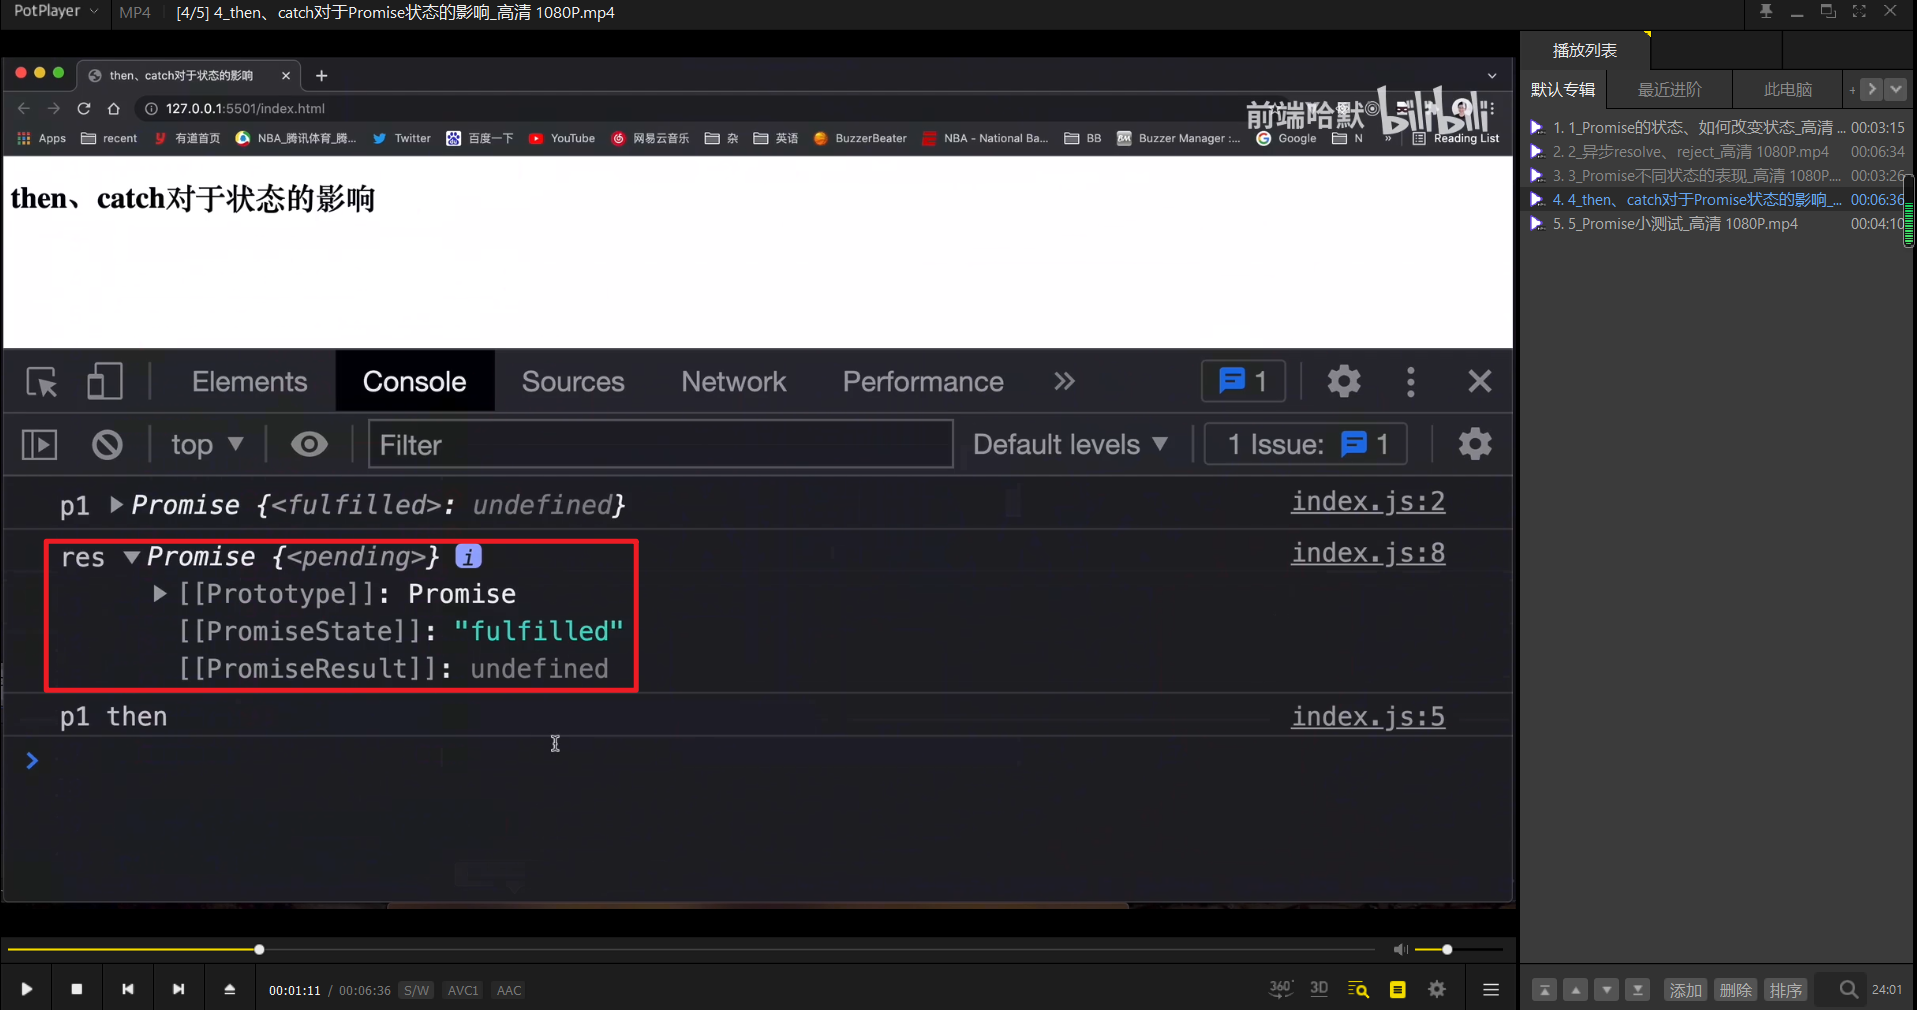 PotPlayer MP4 [4/5] 4_then、catch对于Promise状态的影响_高清 1080P.mp4
then、catch对于状态的影响
127.0.0.1:5501/index.html
前端哈默 bilibili
Apps recent 有道首页 NBA_腾讯体育_腾... Twitter 百度一下 YouTube 网易云音乐 杂 英语 BuzzerBeater NBA - National Ba... BB Buzzer Manager :... Google N » Reading List
then、catch对于状态的影响
Elements Console Sources Network Performance » 1
top Filter Default levels 1 Issue: 1
p1 Promise {<fulfilled>: undefined} index.js:2
res Promise {<pending>} i index.js:8
[[Prototype]]: Promise
[[PromiseState]]: "fulfilled"
[[PromiseResult]]: undefined
p1 then index.js:5
00:01:11 / 00:06:36 S/W AVC1 AAC
360° 3D
播放列表
默认专辑 最近进阶 此电脑 +
1. 1_Promise的状态、如何改变状态_高清 ... 00:03:15
2. 2_异步resolve、reject_高清 1080P.mp4 00:06:34
3. 3_Promise不同状态的表现_高清 1080P.... 00:03:26
4. 4_then、catch对于Promise状态的影响_... 00:06:36
5. 5_Promise小测试_高清 1080P.mp4 00:04:10
添加 删除 排序 24:01